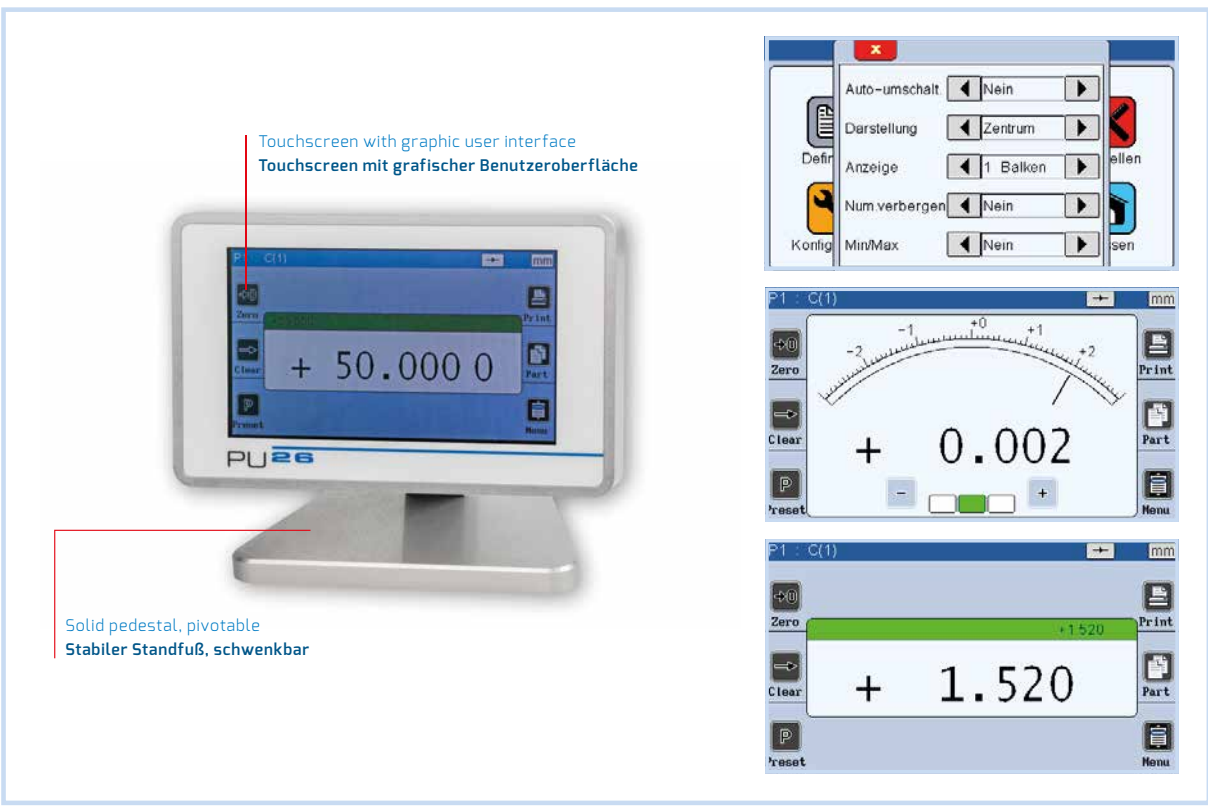 Touchscreen with graphic user interface
Touchscreen mit grafischer Benutzeroberfläche
P1 : C(1)
mm
Zero
Print
+ 50.000 0
Clear
Part
Preset
Menu
PU26
Solid pedestal, pivotable
Stabiler Standfuß, schwenkbar
x
Auto-umschalt. Nein
Darstellung Zentrum
Anzeige 1 Balken
Num.verbergen Nein
Min/Max Nein
Defin
ellen
Konfig
sen
P1 : C(1)
mm
-2 -1 +0 +1 +2
Zero
Print
+ 0.002
Clear
Part
P
- +
reset
Menu
P1 : C(1)
mm
Zero
Print
+1.520
+ 1.520
Clear
Part
P
reset
Menu